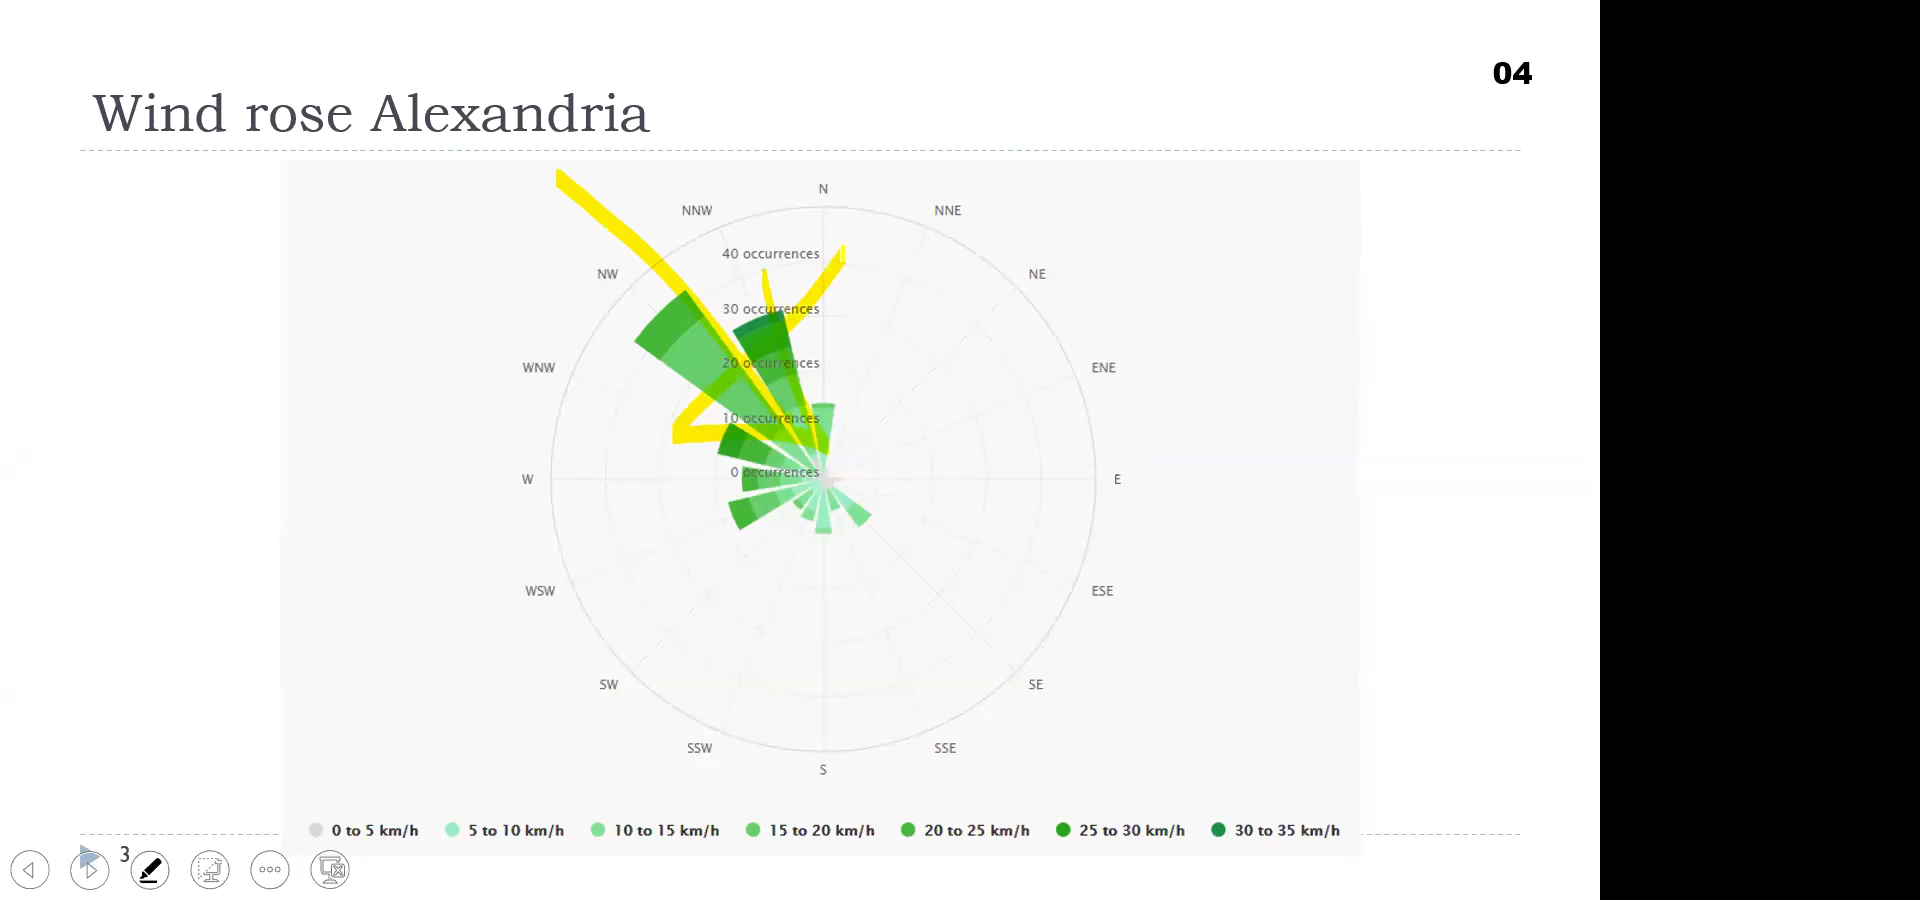 04
Wind rose Alexandria
N
NNW
NNE
40 occurrences
NW
NE
30 occurrences
20 occurrences
WNW
ENE
10 occurrences
0 occurrences
W
E
WSW
ESE
SW
SE
SSW
SSE
S
0 to 5 km/h 5 to 10 km/h 10 to 15 km/h 15 to 20 km/h 20 to 25 km/h 25 to 30 km/h 30 to 35 km/h
3